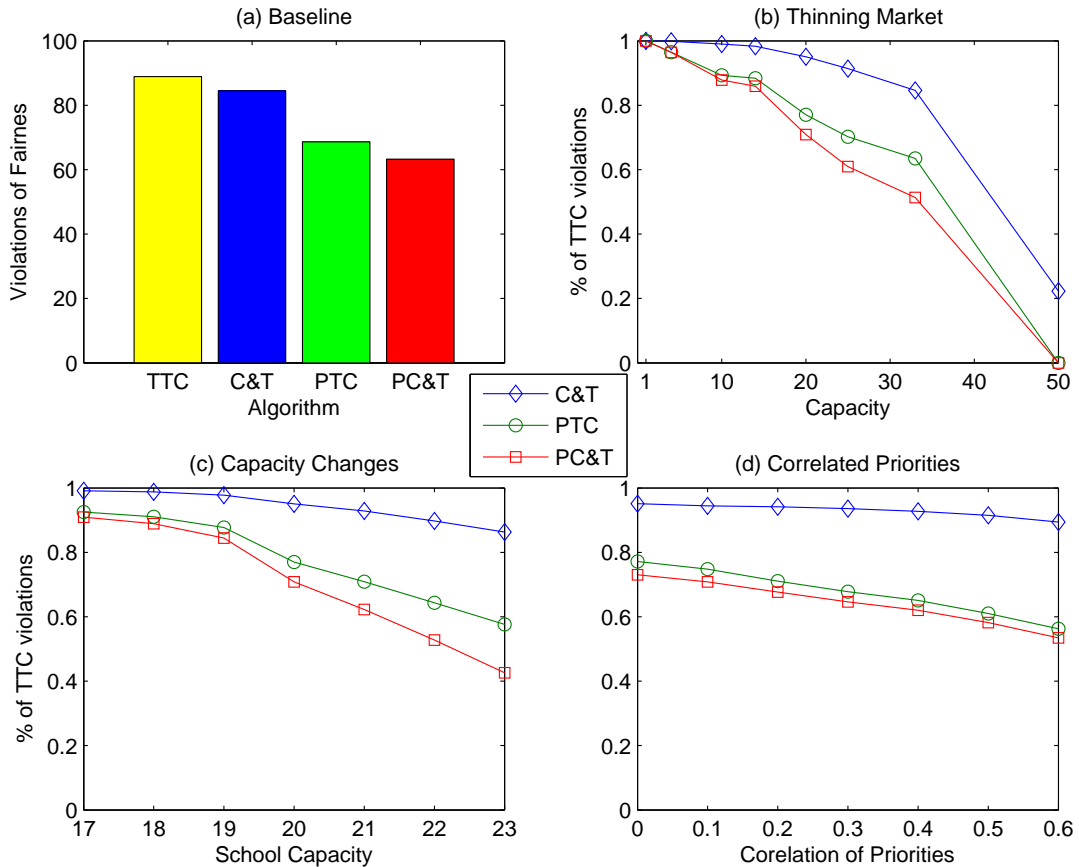 (a) Baseline
100
80
60
40
20
0
Violations of Fairnes
TTC C&T PTC PC&T
Algorithm
(b) Thinning Market
1
0.8
0.6
0.4
0.2
0
% of TTC violations
1 10 20 30 40 50
Capacity
C&T
PTC
PC&T
(c) Capacity Changes
1
0.8
0.6
0.4
0.2
0
% of TTC violations
17 18 19 20 21 22 23
School Capacity
(d) Correlated Priorities
1
0.8
0.6
0.4
0.2
0
0 0.1 0.2 0.3 0.4 0.5 0.6
Corelation of Priorities